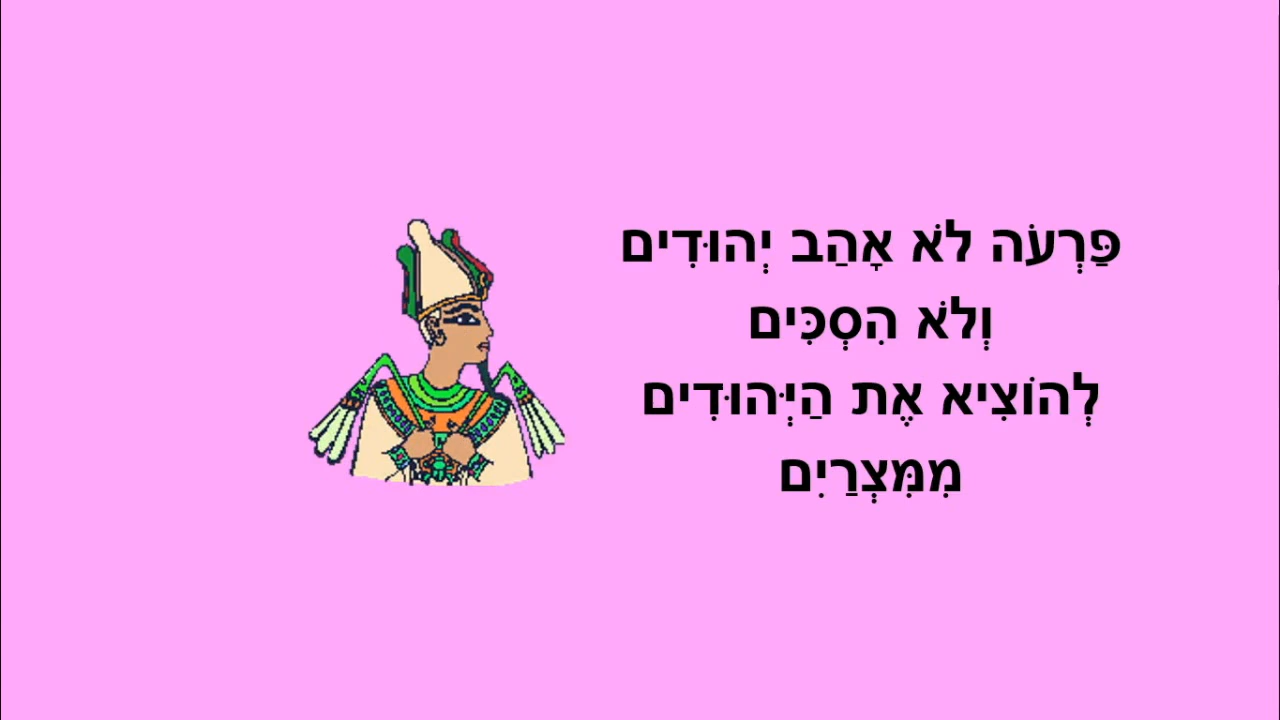 פַּרְעֹה לֹא אָהַב יְהוּדִים
וְלֹא הִסְכִּים
לְהוֹצִיא אֶת הַיְּהוּדִים
מִמִּצְרַיִם